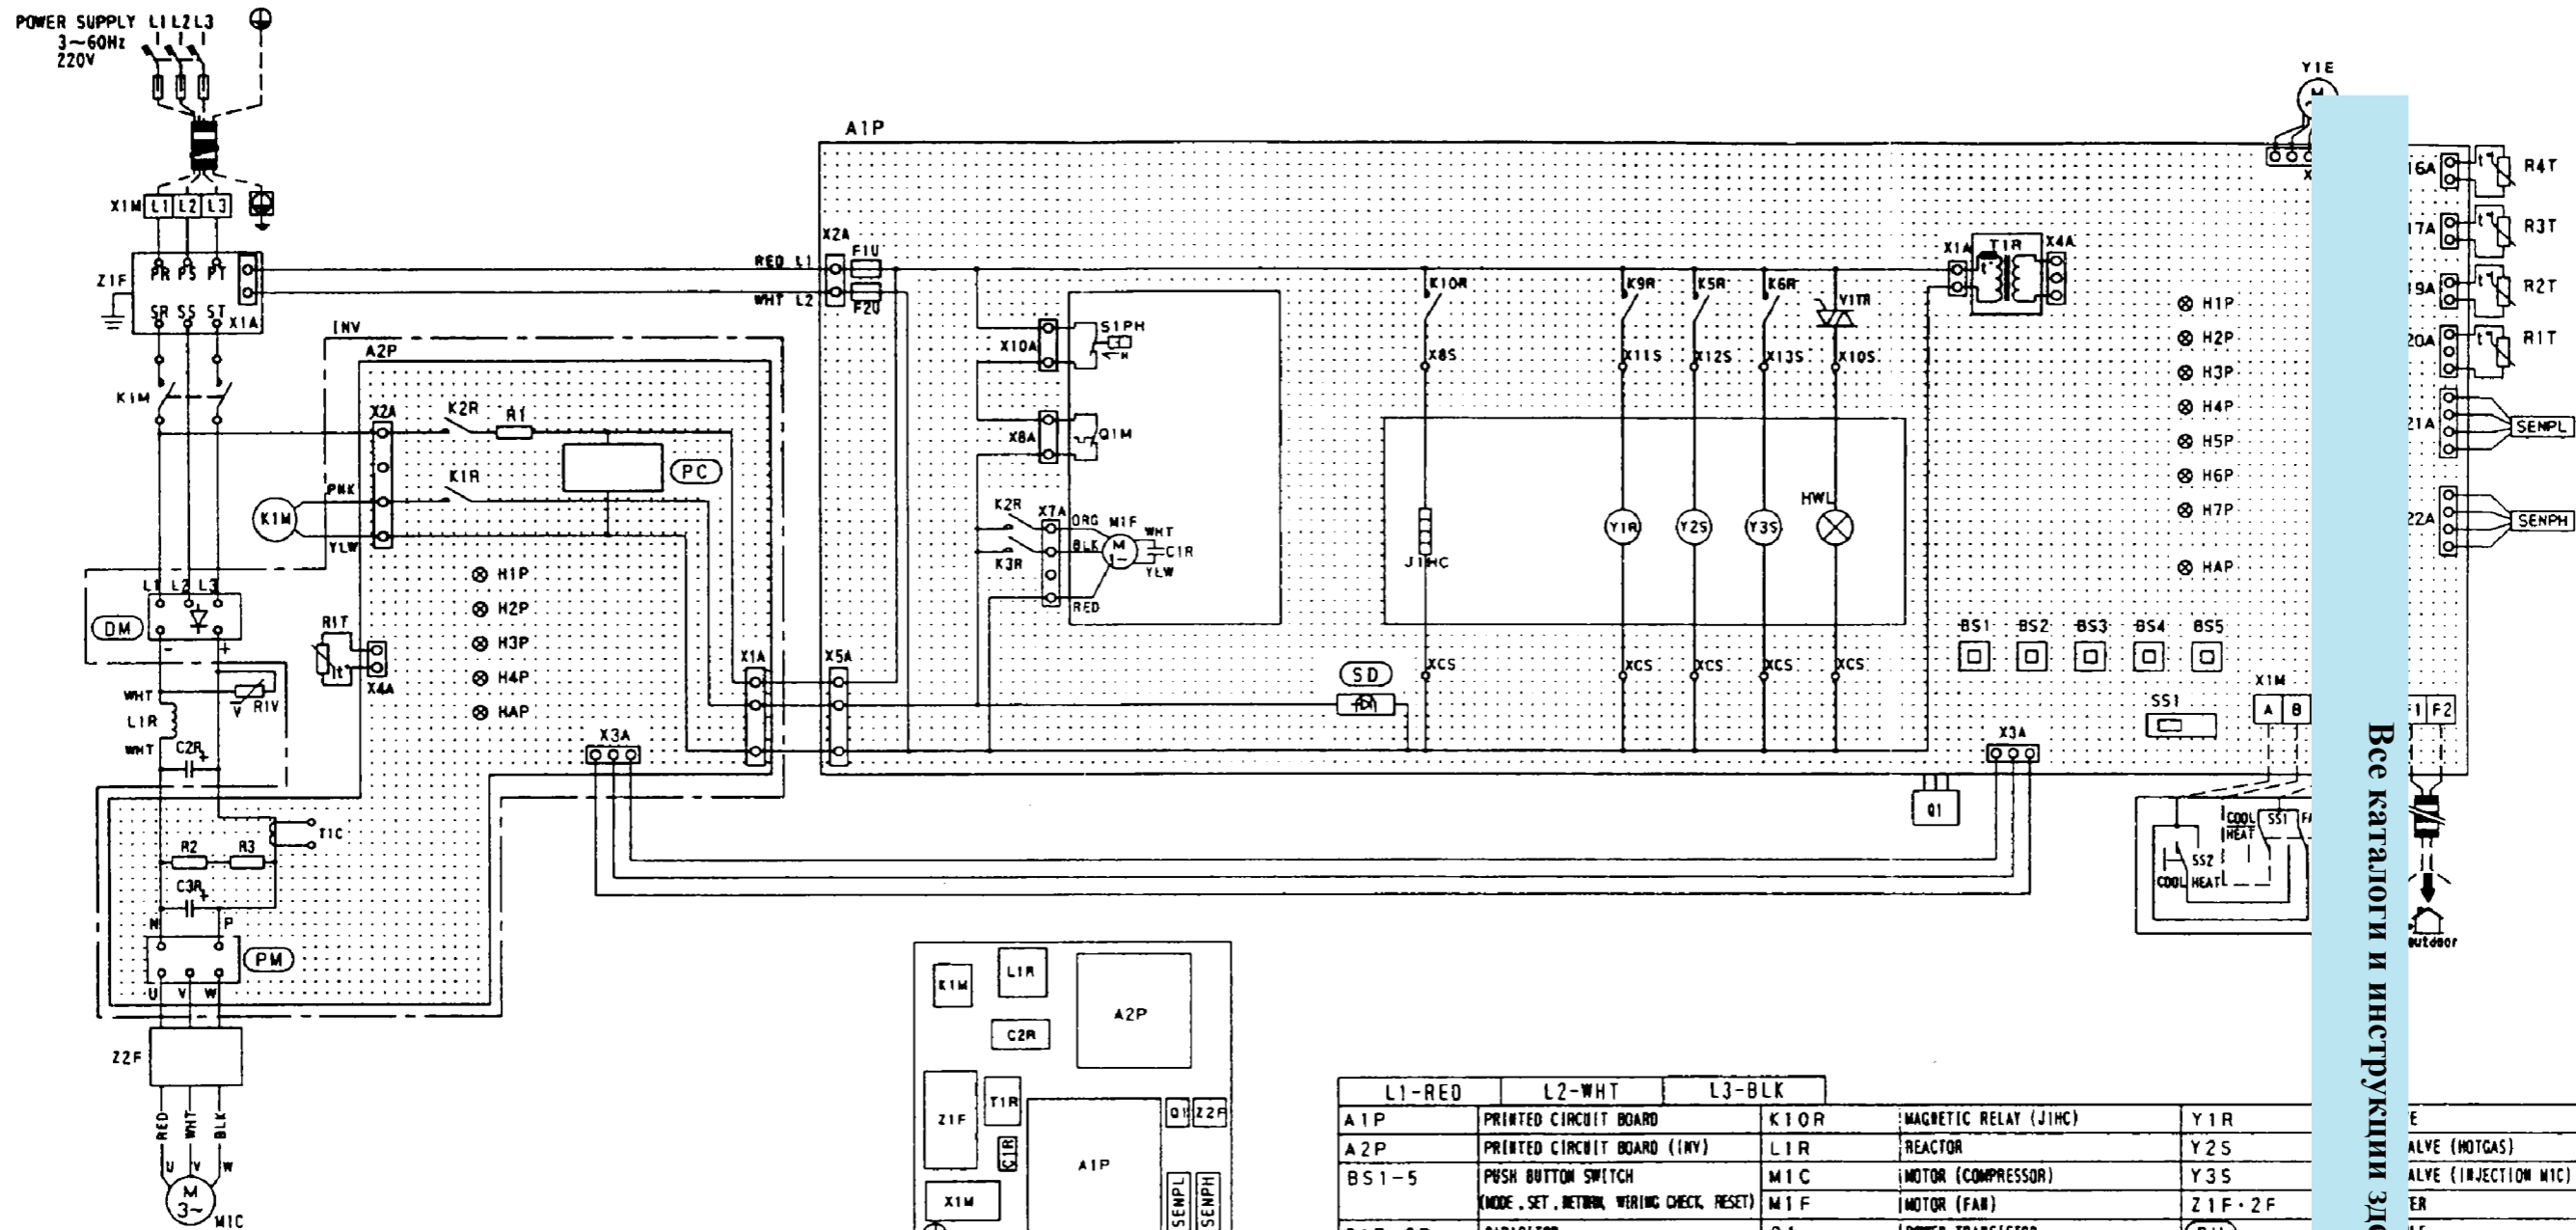 POWER SUPPLY L1 L2 L3
3~60Hz
220V
X1M L1 L2 L3
PR PS PT
Z1F
SR SS ST X1A
K1M
RED L1
WHT L2
INV
A2P
X2A
K2R R1
PC
K1R
PNK
K1M
YLW
H1P
H2P
H3P
H4P
HAP
L1 L2 L3
DM
- +
R1T
t°
X4A
WHT
R1V
V
L1R
WHT
C2R
+
X3A
X1A
T1C
R2 R3
C3R
+
N P
PM
U V W
Z2F
RED WHT BLK
U V W
M
3~
M1C
A1P
X2A
F1U
F2U
X10A S1PH
H
X8A Q1M
K2R X7A ORG M1F WHT
BLK M 1~ C1R
K3R YLW
RED
X5A
K10R K9R K5R K6R V1TR
X8S X11S X12S X13S X10S
HWL
Y1R Y2S Y3S
J1HC
XCS XCS XCS XCS XCS
SD
X1A T1R X4A
Y1E
M
H1P
H2P
H3P
H4P
H5P
H6P
H7P
HAP
BS1 BS2 BS3 BS4 BS5
SS1
X1M
A B
F1 F2
X3A
Q1
16A t° R4T
17A t° R3T
19A t° R2T
20A t° R1T
21A SENPL
22A SENPH
COOL
HEAT
SS1
SS2
COOL HEAT
outdoor
K1M L1R
C2R A2P
Z1F T1R Q1 Z2F
C1R A1P
X1M SENPL SENPH
L1-RED L2-WHT L3-BLK
A1P PRINTED CIRCUIT BOARD K10R MAGNETIC RELAY (J1HC) Y1R
A2P PRINTED CIRCUIT BOARD (INV) L1R REACTOR Y2S ALVE (HOTGAS)
BS1-5 PUSH BUTTON SWITCH M1C MOTOR (COMPRESSOR) Y3S ALVE (INJECTION M1C)
(MODE, SET, RETURN, WIRING CHECK, RESET) M1F MOTOR (FAN) Z1F·2F ER
Все каталоги и инструкции зде